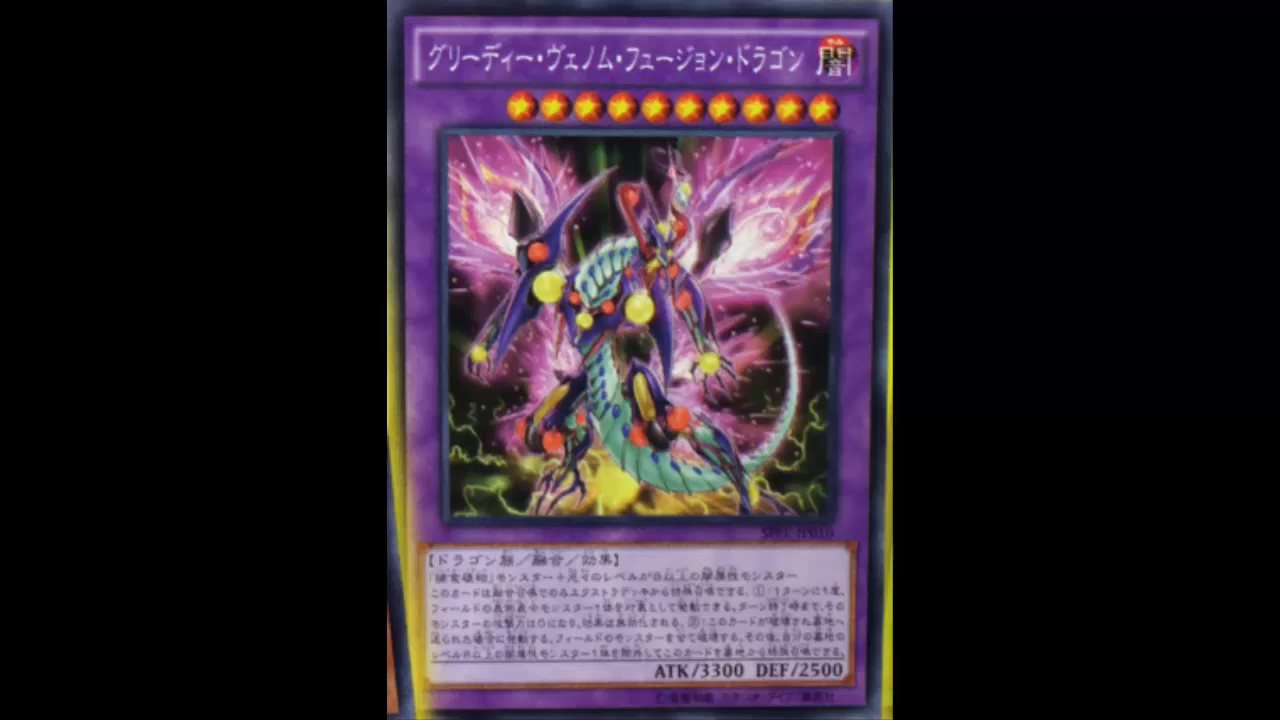 グリーディー・ヴェノム・フュージョン・ドラゴン
闇
【ドラゴン族／融合／効果】
モンスター＋元々のレベルが8以上の闇属性モンスター
このカードは融合召喚でのみエクストラデッキから特殊召喚できる。①：1ターンに1度、
フィールドの表側表示モンスター1体を対象として発動できる。ターン終了時まで、その
モンスターの攻撃力は0になり、効果は無効化される。②：このカードが破壊され墓地へ
送られた場合に発動する。フィールドのモンスターを全て破壊する。その後、自分の墓地の
レベル8以上の闇属性モンスター1体を除外してこのカードを墓地から特殊召喚できる。
ATK/3300 DEF/2500